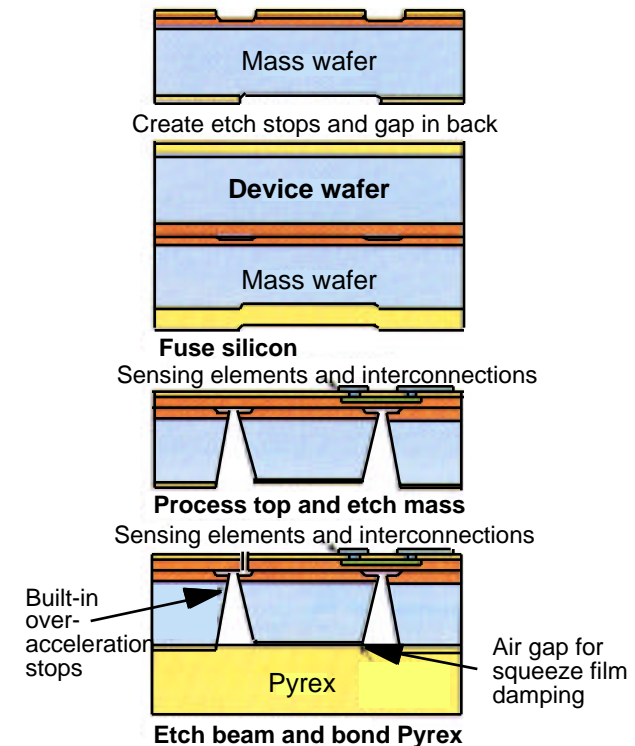 Mass wafer
Create etch stops and gap in back
Device wafer
Mass wafer
Fuse silicon
Sensing elements and interconnections
Process top and etch mass
Sensing elements and interconnections
Built-in
over-
acceleration
stops
Air gap for
squeeze film
damping
Pyrex
Etch beam and bond Pyrex